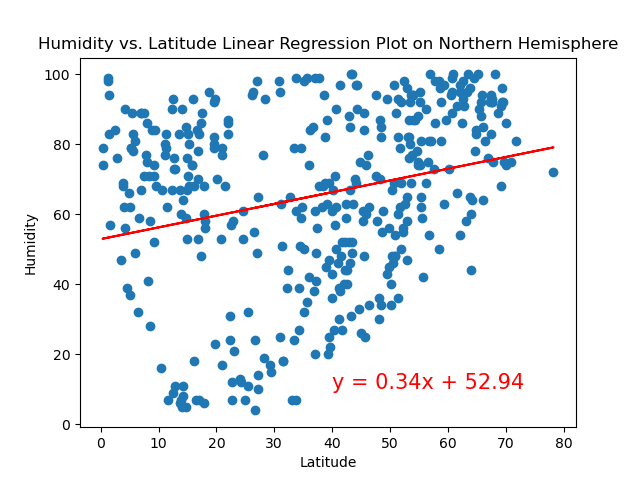 Humidity vs. Latitude Linear Regression Plot on Northern Hemisphere
100
80
60
40
20
0
Humidity
y = 0.34x + 52.94
0 10 20 30 40 50 60 70 80
Latitude